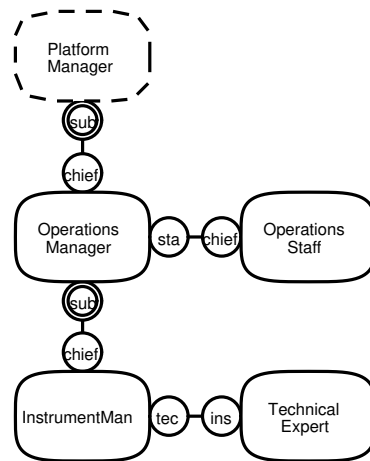 Platform
Manager
sub
chief
Operations
Manager
sta
chief
Operations
Staff
sub
chief
InstrumentMan
tec
ins
Technical
Expert